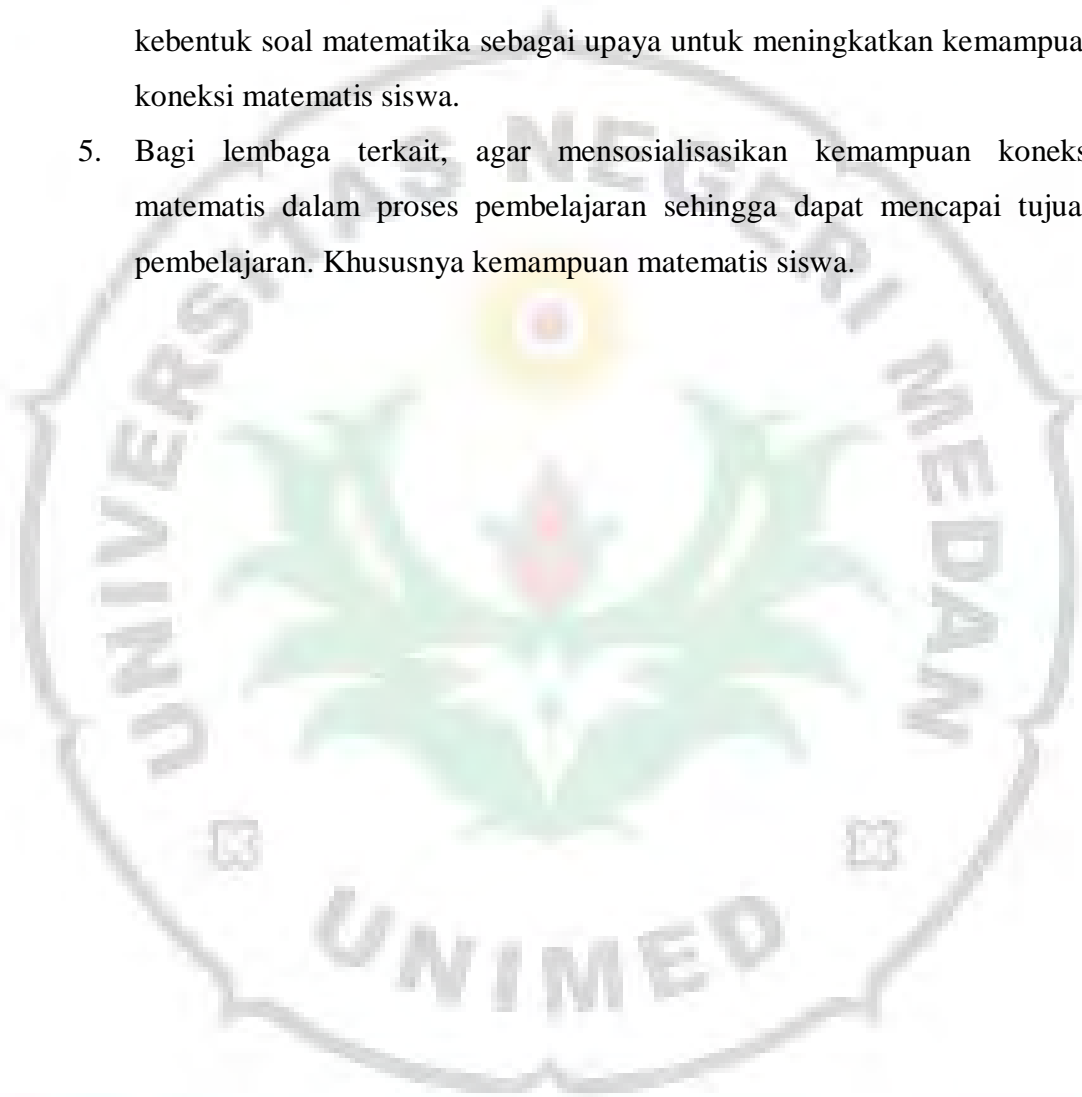 kebentuk soal matematika sebagai upaya untuk meningkatkan kemampua
koneksi matematis siswa.
5. Bagi lembaga terkait, agar mensosialisasikan kemampuan koneks
matematis dalam proses pembelajaran sehingga dapat mencapai tujua
pembelajaran. Khususnya kemampuan matematis siswa.
UNIVERSITAS NEGERI MEDAN
UNIMED